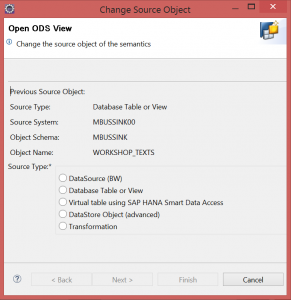 Change Source Object
Open ODS View
Change the source object of the semantics
Previous Source Object:
Source Type: Database Table or View
Source System: MBUSSINK00
Object Schema: MBUSSINK
Object Name: WORKSHOP_TEXTS
Source Type:*
DataSource (BW)
Database Table or View
Virtual table using SAP HANA Smart Data Access
DataStore Object (advanced)
Transformation
< Back Next > Finish Cancel